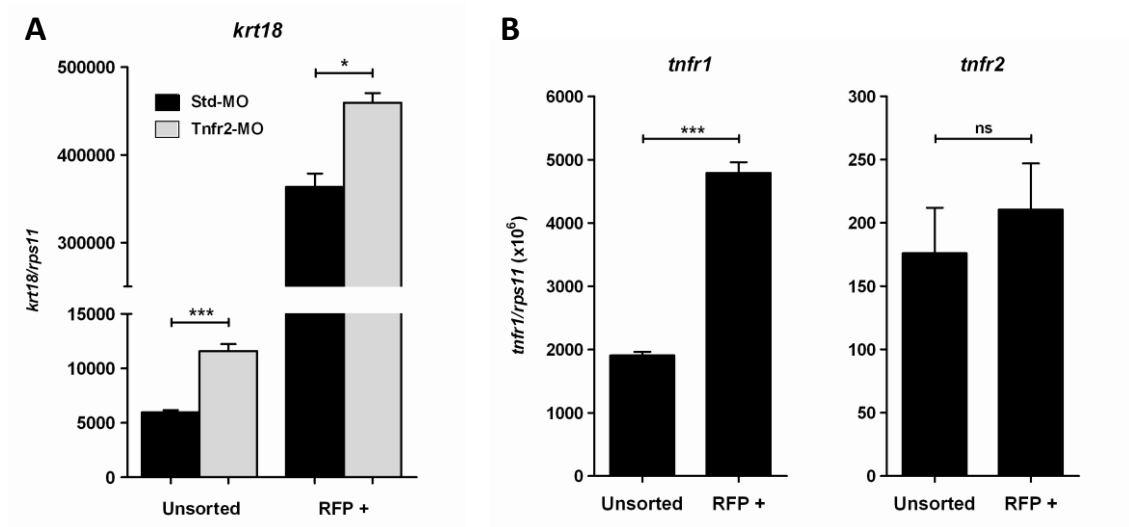 A
krt18
500000
400000
300000
15000
10000
5000
0
krt18/rps11
Std-MO
Tnfr2-MO
*
***
Unsorted
RFP +
B
tnfr1
6000
5000
4000
3000
2000
1000
0
tnfr1/rps11 (x10⁶)
***
Unsorted
RFP +
tnfr2
300
250
200
150
100
50
0
ns
Unsorted
RFP +